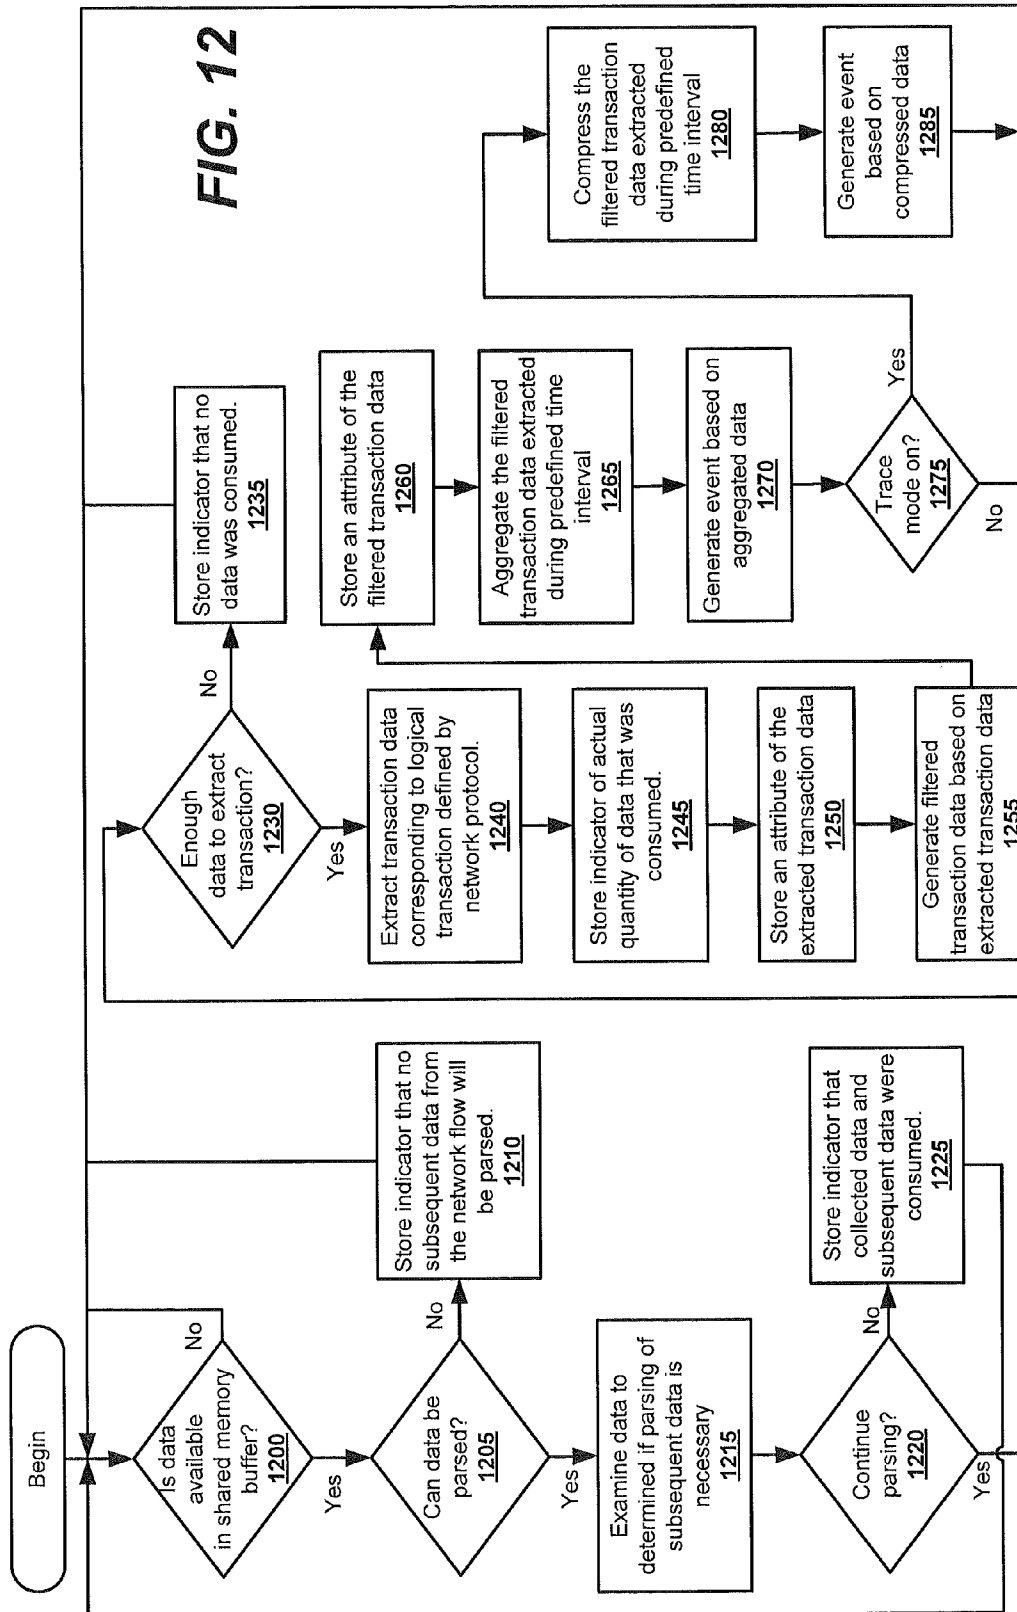 FIG. 12
Begin
Is data
available
in shared memory
buffer?
1200
No
Yes
Can data be
parsed?
1205
No
Store indicator that no
subsequent data from
the network flow will
be parsed.
1210
Yes
Examine data to
determined if parsing of
subsequent data is
necessary
1215
Continue
parsing?
1220
No
Store indicator that
collected data and
subsequent data were
consumed.
1225
Yes
Enough
data to extract
transaction?
1230
No
Store indicator that no
data was consumed.
1235
Yes
Extract transaction data
corresponding to logical
transaction defined by
network protocol.
1240
Store indicator of actual
quantity of data that was
consumed.
1245
Store an attribute of the
extracted transaction data
1250
Generate filtered
transaction data based on
extracted transaction data
1255
Store an attribute of the
filtered transaction data
1260
Aggregate the filtered
transaction data extracted
during predefined time
interval
1265
Generate event based on
aggregated data
1270
Trace
mode on?
1275
Yes
No
Compress the
filtered transaction
data extracted
during predefined
time interval
1280
Generate event
based on
compressed data
1285